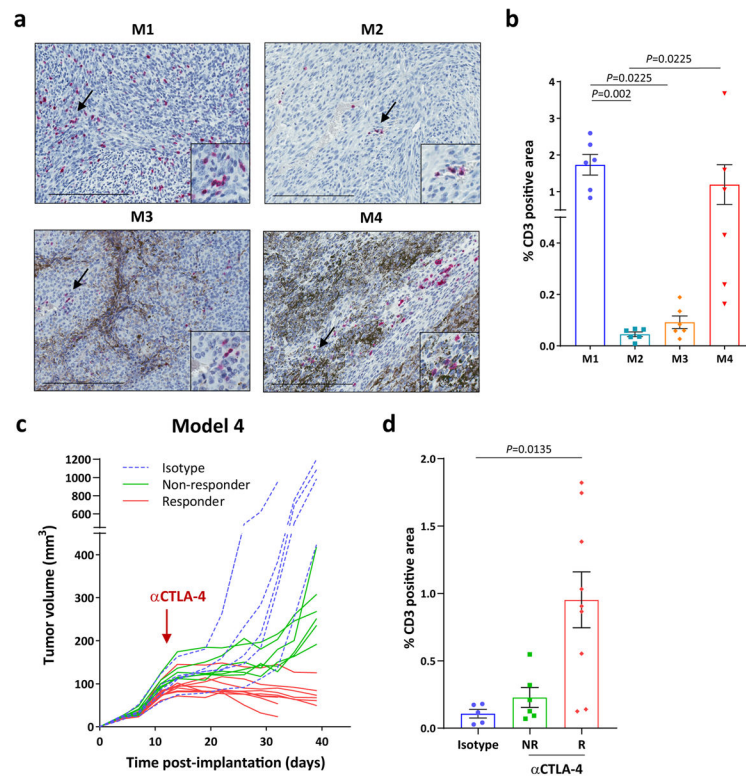 a
M1
M2
M3
M4
b
P=0.0225
P=0.0225
P=0.002
% CD3 positive area
4
3
2
1
0.4
0.2
0.0
M1 M2 M3 M4
c
Model 4
Isotype
Non-responder
Responder
αCTLA-4
Tumor volume (mm³)
1200
1000
800
600
400
300
200
100
0
0 10 20 30 40
Time post-implantation (days)
d
P=0.0135
% CD3 positive area
2.0
1.5
1.0
0.5
0.0
Isotype NR R
αCTLA-4